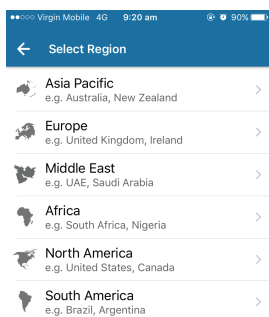 Virgin Mobile 4G 9:20 am 90%
Select Region
Asia Pacific
e.g. Australia, New Zealand
Europe
e.g. United Kingdom, Ireland
Middle East
e.g. UAE, Saudi Arabia
Africa
e.g. South Africa, Nigeria
North America
e.g. United States, Canada
South America
e.g. Brazil, Argentina